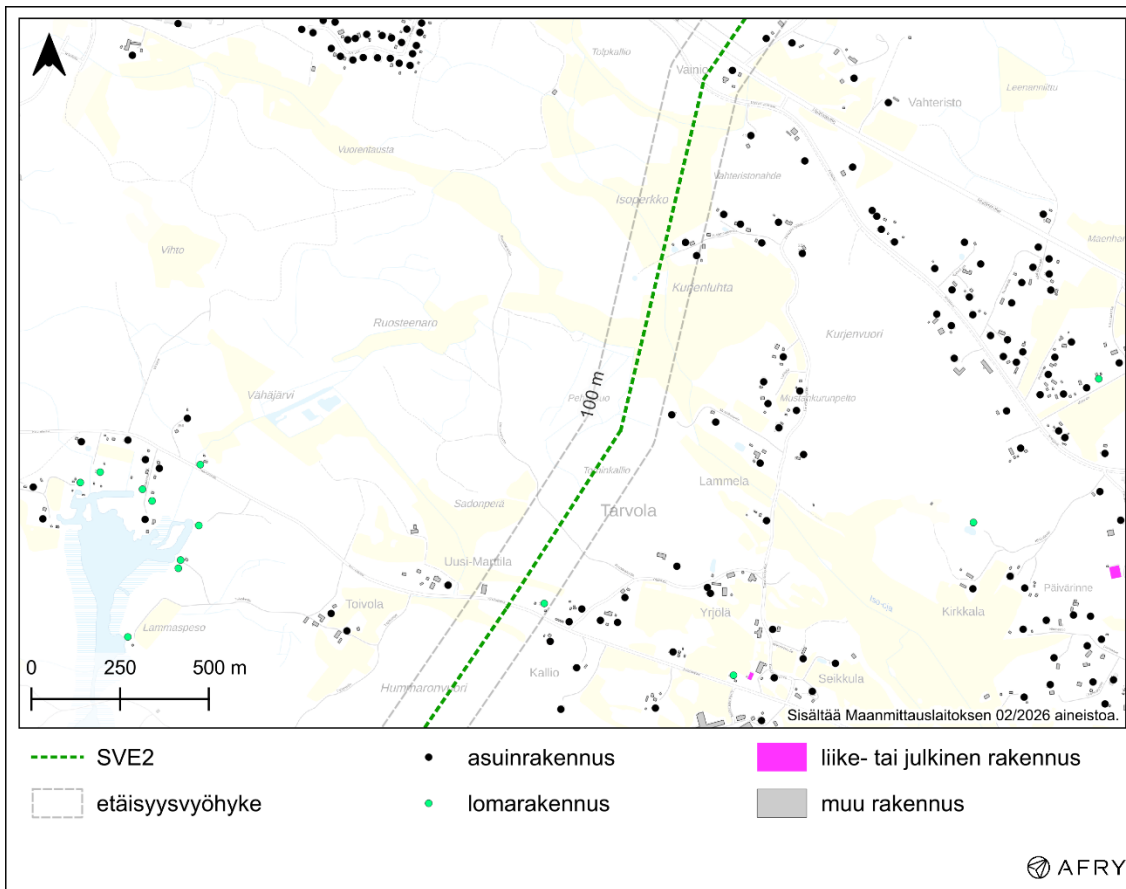 Tolpkallio
Vainio
Leenanniittu
Vahteristo
Vuorentausta
Vahteristonahde
Isoperkko
Vihto
Maenhar
Kurjenluhta
Ruosteenaro
Kurjenvuori
100 m
Vähäjärvi
Mustankurunpelto
Lammela
Sadonperä
Tarvola
Uusi-Mattila
Toivola
Yrjölä
Kirkkala
Päivärinne
Lammaspeso
Kallio
Seikkula
Hummaronvuori
0 250 500 m
Sisältää Maanmittauslaitoksen 02/2026 aineistoa.
SVE2 asuinrakennus liike- tai julkinen rakennus
etäisyysvyöhyke lomarakennus muu rakennus
AFRY